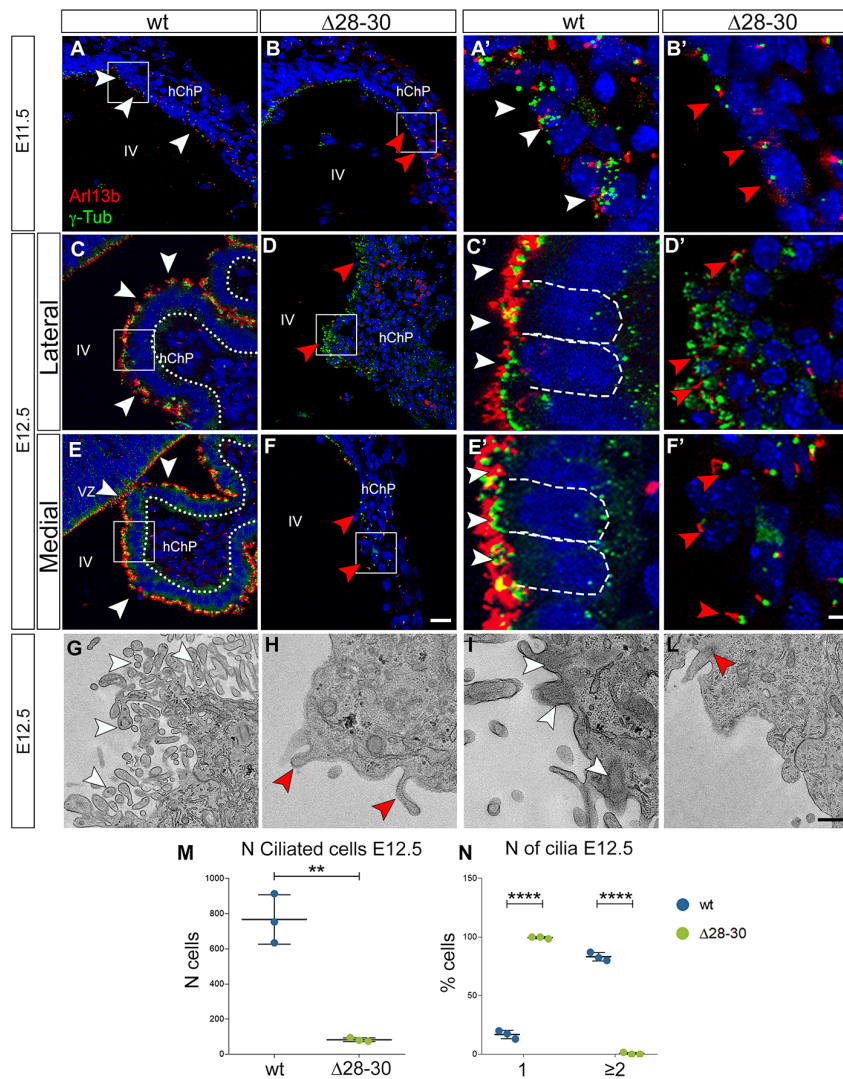 wt Δ28-30 wt Δ28-30
E11.5
A
hChP
IV
Arl13b
γ-Tub
B
hChP
IV
A'
B'
E12.5
Lateral
C
IV
hChP
D
IV
hChP
C'
D'
Medial
E
VZ
IV
hChP
F
hChP
IV
E'
F'
E12.5
G
H
I
L
M N Ciliated cells E12.5
**
N cells
1000
800
600
400
200
0
wt Δ28-30
N N of cilia E12.5
**** ****
% cells
150
100
50
0
1 ≥2
wt
Δ28-30